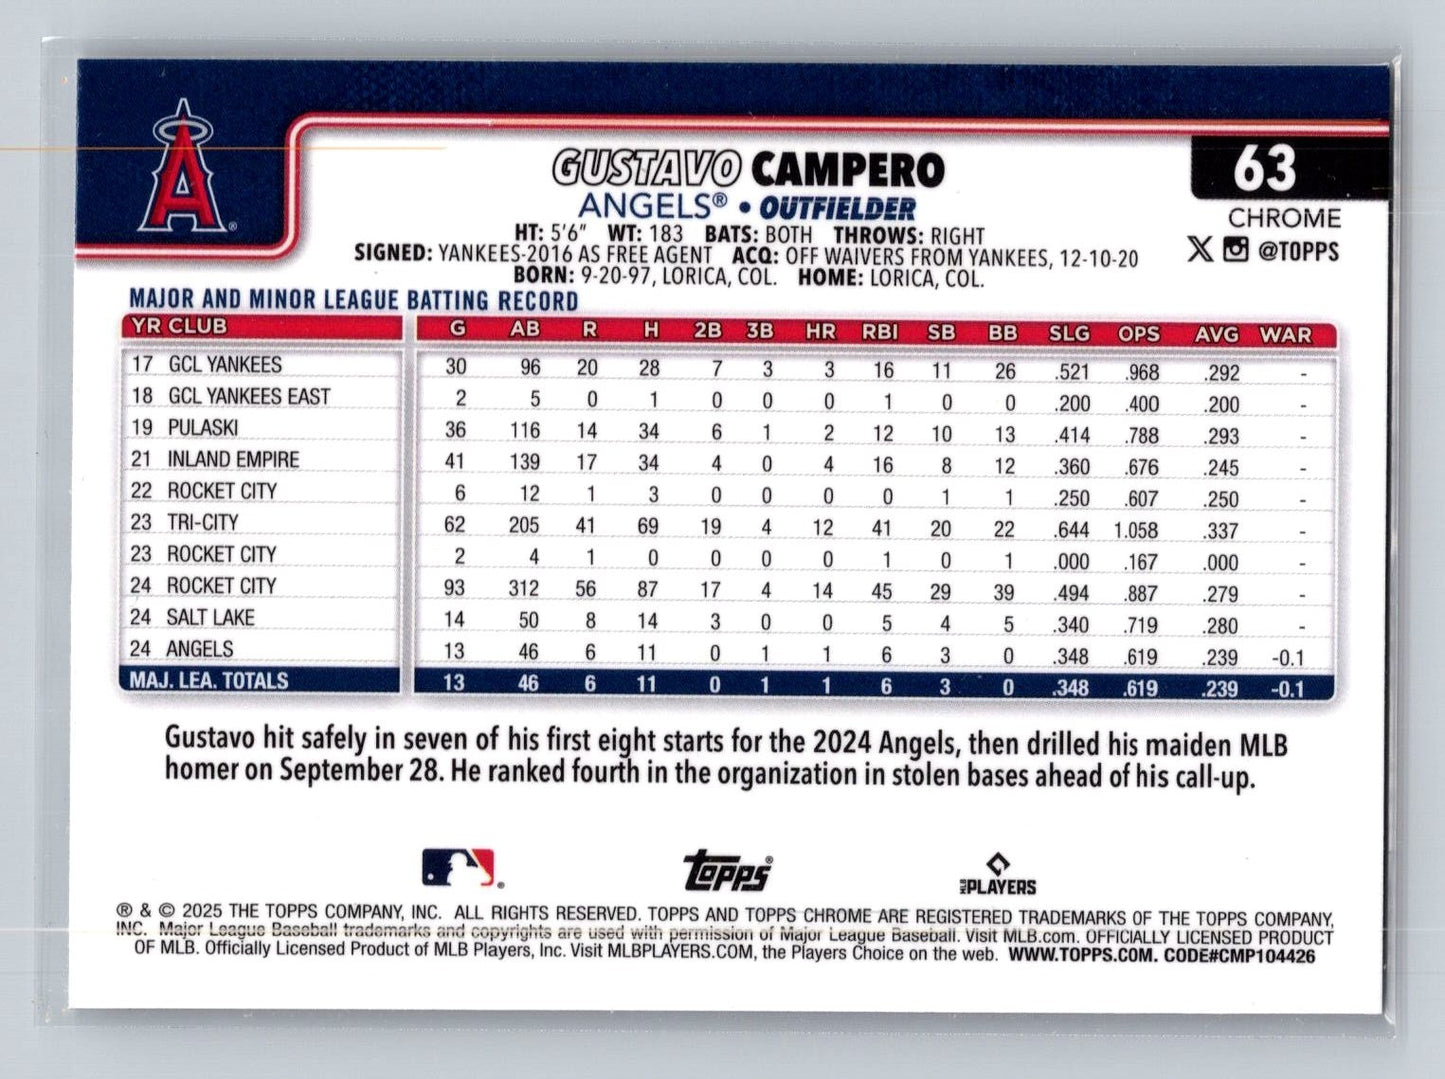 A®
GUSTAVO CAMPERO
63
ANGELS® • OUTFIELDER
CHROME
HT: 5'6" WT: 183 BATS: BOTH THROWS: RIGHT
X @TOPPS
SIGNED: YANKEES-2016 AS FREE AGENT ACQ: OFF WAIVERS FROM YANKEES, 12-10-20
BORN: 9-20-97, LORICA, COL. HOME: LORICA, COL.
MAJOR AND MINOR LEAGUE BATTING RECORD
YR CLUB G AB R H 2B 3B HR RBI SB BB SLG OPS AVG WAR
17 GCL YANKEES 30 96 20 28 7 3 3 16 11 26 .521 .968 .292 -
18 GCL YANKEES EAST 2 5 0 1 0 0 0 1 0 0 .200 .400 .200 -
19 PULASKI 36 116 14 34 6 1 2 12 10 13 .414 .788 .293 -
21 INLAND EMPIRE 41 139 17 34 4 0 4 16 8 12 .360 .676 .245 -
22 ROCKET CITY 6 12 1 3 0 0 0 0 1 1 .250 .607 .250 -
23 TRI-CITY 62 205 41 69 19 4 12 41 20 22 .644 1.058 .337 -
23 ROCKET CITY 2 4 1 0 0 0 0 1 0 1 .000 .167 .000 -
24 ROCKET CITY 93 312 56 87 17 4 14 45 29 39 .494 .887 .279 -
24 SALT LAKE 14 50 8 14 3 0 0 5 4 5 .340 .719 .280 -
24 ANGELS 13 46 6 11 0 1 1 6 3 0 .348 .619 .239 -0.1
MAJ. LEA. TOTALS 13 46 6 11 0 1 1 6 3 0 .348 .619 .239 -0.1
Gustavo hit safely in seven of his first eight starts for the 2024 Angels, then drilled his maiden MLB
homer on September 28. He ranked fourth in the organization in stolen bases ahead of his call-up.
Topps®
MLB PLAYERS
® & © 2025 THE TOPPS COMPANY, INC. ALL RIGHTS RESERVED. TOPPS AND TOPPS CHROME ARE REGISTERED TRADEMARKS OF THE TOPPS COMPANY,
INC. Major League Baseball trademarks and copyrights are used with permission of Major League Baseball. Visit MLB.com. OFFICIALLY LICENSED PRODUCT
OF MLB. Officially Licensed Product of MLB Players, Inc. Visit MLBPLAYERS.COM, the Players Choice on the web. WWW.TOPPS.COM. CODE#CMP104426